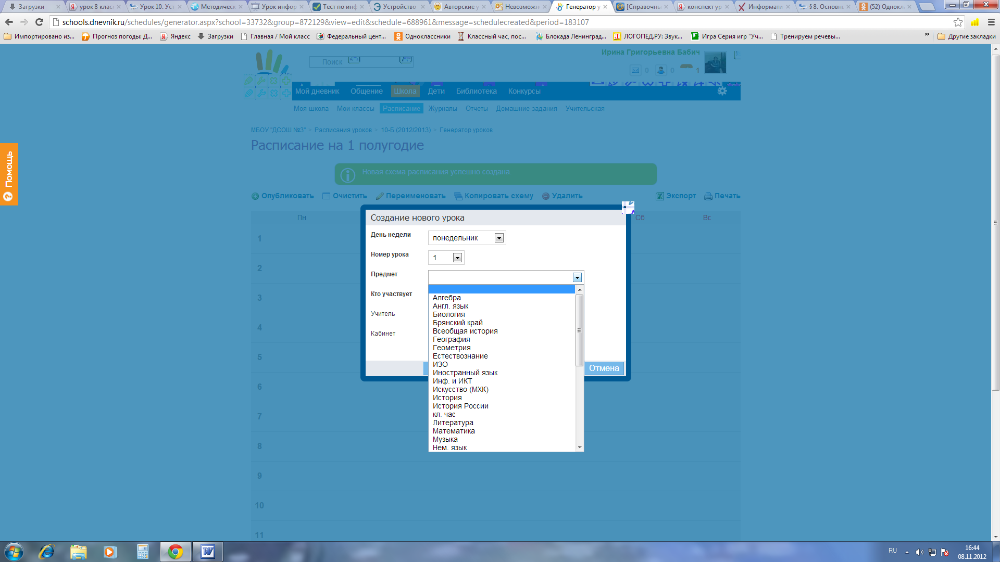 Загрузки
урок 8 клас
Урок 10. Уст
Методическ
Урок инфор
Тест по инф
Устройство
Авторские у
Невозможн
Генератор у
[Справочны
конспект ур
Информати
§ 8. Основны
(52) Однокл
schools.dnevnik.ru/schedules/generator.aspx?school=33732&group=872129&view=edit&schedule=688961&message=schedulecreated&period=183107
Импортировано из...
Прогноз погоды: Д...
Яндекс
Загрузки
Главная / Мой класс
Федеральный цент...
Одноклассники
Классный час, пос...
Блокада Ленинград...
ЛОГОПЕД.РУ: Звук...
Игра Серия игр "Уч...
Тренируем речевы...
»
Другие закладки
Поиск
Ирина Григорьевна Бабич
0
0
1
Мой дневник
Общение
Школа
Дети
Библиотека
Конкурсы
Моя школа
Мои классы
Расписание
Журналы
Отчеты
Домашние задания
Учительская
МБОУ "ДСОШ №3" > Расписания уроков > 10-Б (2012/2013) > Генератор уроков
Расписание на 1 полугодие
Помощь
Новая схема расписания успешно создана.
Опубликовать
Очистить
Переименовать
Копировать схему
Удалить
Экспорт
Печать
Пн
Сб
Вс
1
2
3
4
5
6
7
8
9
10
11
Создание нового урока
День недели
понедельник
Номер урока
1
Предмет
Кто участвует
Учитель
Кабинет
Алгебра
Англ. язык
Биология
Брянский край
Всеобщая история
География
Геометрия
Естествознание
ИЗО
Иностранный язык
Инф. и ИКТ
Искусство (МХК)
История
История России
кл. час
Литература
Математика
Музыка
Нем. язык
Отмена
RU
16:44
08.11.2012